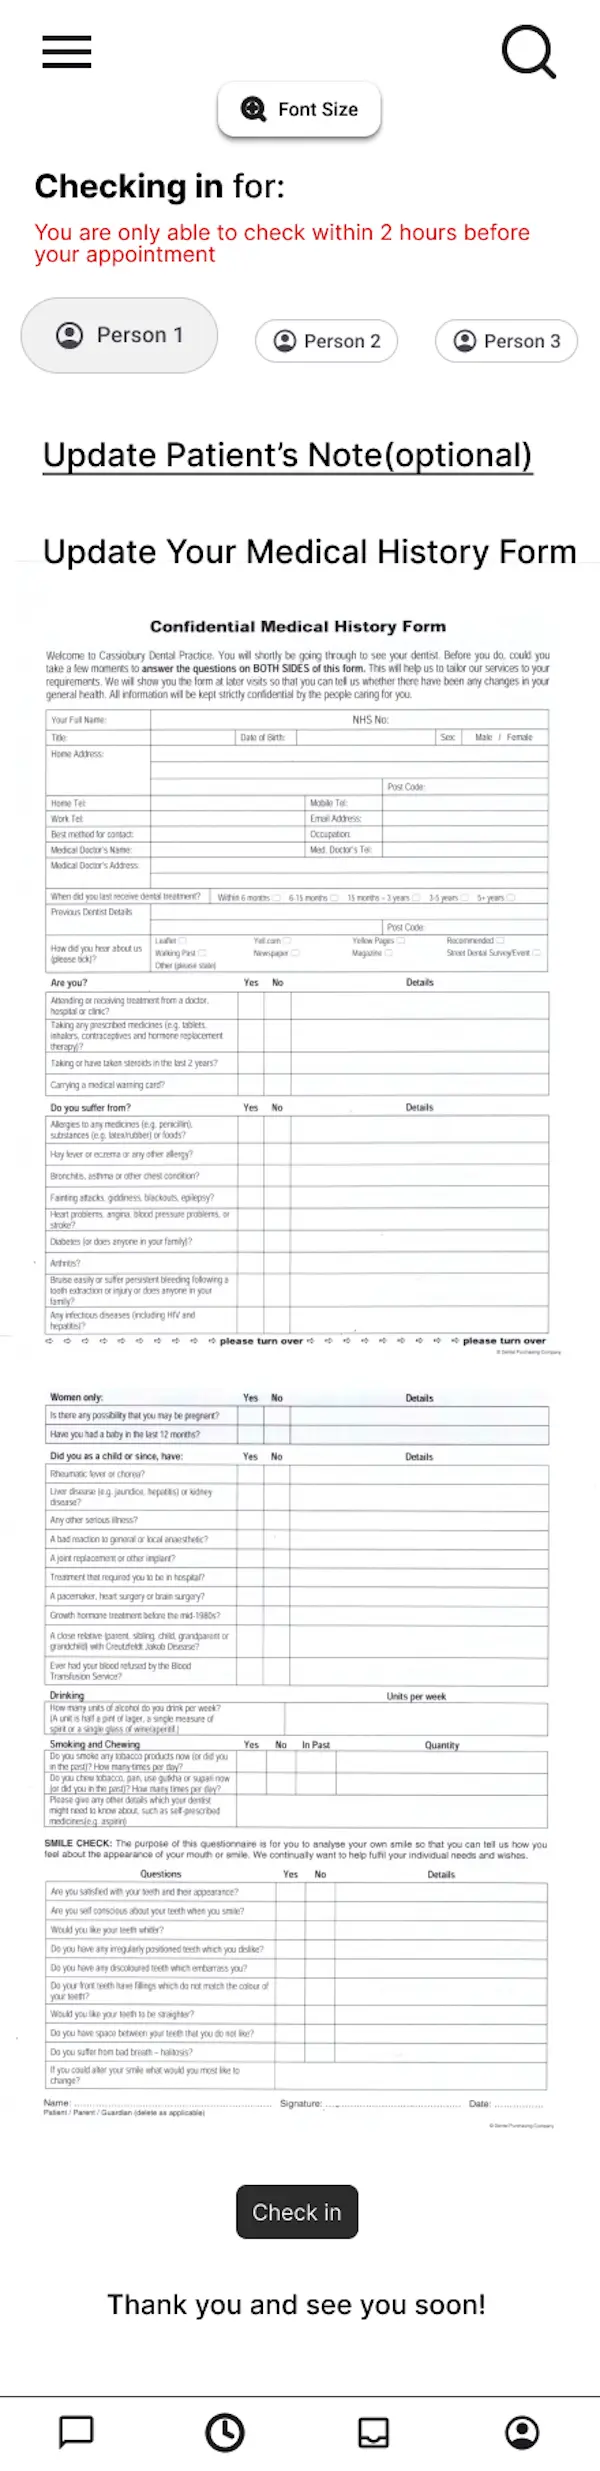 Font Size
Checking in for:
You are only able to check within 2 hours before
your appointment
Person 1
Person 2
Person 3
Update Patient’s Note(optional)
Update Your Medical History Form
Confidential Medical History Form
Welcome to Cassiobury Dental Practice. You will shortly be going through to see your dentist. Before you do, could you
take a few moments to answer the questions on BOTH SIDES of this form. This will help us to tailor our services to your
requirements. We will show you the form at later visits so that you can tell us whether there have been any changes in your
general health. All information will be kept strictly confidential by the people caring for you.
Your Full Name: NHS No:
Title: Date of Birth: Sex: Male / Female
Home Address:
Post Code:
Home Tel: Mobile Tel:
Work Tel: Email Address:
Best method for contact: Occupation:
Medical Doctor's Name: Med. Doctor's Tel:
Medical Doctor's Address:
When did you last receive dental treatment? Within 6 months 6-15 months 15 months - 3 years 3-5 years 5+ years
Previous Dentist Details
Post Code:
How did you hear about us
(please tick)?
Leaflet Yell.com Yellow Pages Recommended
Walking Past Newspaper Magazine Street Dental Survey/Event
Other (please state)
Are you? Yes No Details
Attending or receiving treatment from a doctor,
hospital or clinic?
Taking any prescribed medicines (e.g. tablets,
inhalers, contraceptives and hormone replacement
therapy)?
Taking or have taken steroids in the last 2 years?
Carrying a medical warning card?
Do you suffer from? Yes No Details
Allergies to any medicines (e.g. penicillin),
substances (e.g. latex/rubber) or foods?
Hay fever or eczema or any other allergy?
Bronchitis, asthma or other chest condition?
Fainting attacks, giddiness, blackouts, epilepsy?
Heart problems, angina, blood pressure problems, or
stroke?
Diabetes (or does anyone in your family)?
Arthritis?
Bruise easily or suffer persistent bleeding following a
tooth extraction or injury or does anyone in your
family?
Any infectious diseases (including HIV and
hepatitis)?
please turn over please turn over
© Dental Purchasing Company
Women only: Yes No Details
Is there any possibility that you may be pregnant?
Have you had a baby in the last 12 months?
Did you as a child or since, have: Yes No Details
Rheumatic fever or chorea?
Liver disease (e.g. jaundice, hepatitis) or kidney
disease?
Any other serious illness?
A bad reaction to general or local anaesthetic?
A joint replacement or other implant?
Treatment that required you to be in hospital?
A pacemaker, heart surgery or brain surgery?
Growth hormone treatment before the mid-1980s?
A close relative (parent, sibling, child, grandparent or
grandchild) with Creutzfeldt Jakob Disease?
Ever had your blood refused by the Blood
Transfusion Service?
Drinking Units per week
How many units of alcohol do you drink per week?
(A unit is half a pint of lager, a single measure of
spirit or a single glass of wine/aperitif.)
Smoking and Chewing Yes No In Past Quantity
Do you smoke any tobacco products now (or did you
in the past)? How many times per day?
Do you chew tobacco, pan, use gutkha or supari now
(or did you in the past)? How many times per day?
Please give any other details which your dentist
might need to know about, such as self-prescribed
medicines(e.g. aspirin)
SMILE CHECK: The purpose of this questionnaire is for you to analyse your own smile so that you can tell us how you
feel about the appearance of your mouth or smile. We continually want to help fulfil your individual needs and wishes.
Questions Yes No Details
Are you satisfied with your teeth and their appearance?
Are you self conscious about your teeth when you smile?
Would you like your teeth whiter?
Do you have any irregularly positioned teeth which you dislike?
Do you have any discoloured teeth which embarrass you?
Do your front teeth have fillings which do not match the colour of
your teeth?
Would you like your teeth to be straighter?
Do you have space between your teeth that you do not like?
Do you suffer from bad breath - halitosis?
If you could alter your smile what would you most like to
change?
Name: Signature: Date:
Patient / Parent / Guardian (delete as applicable)
© Dental Purchasing Company
Check in
Thank you and see you soon!